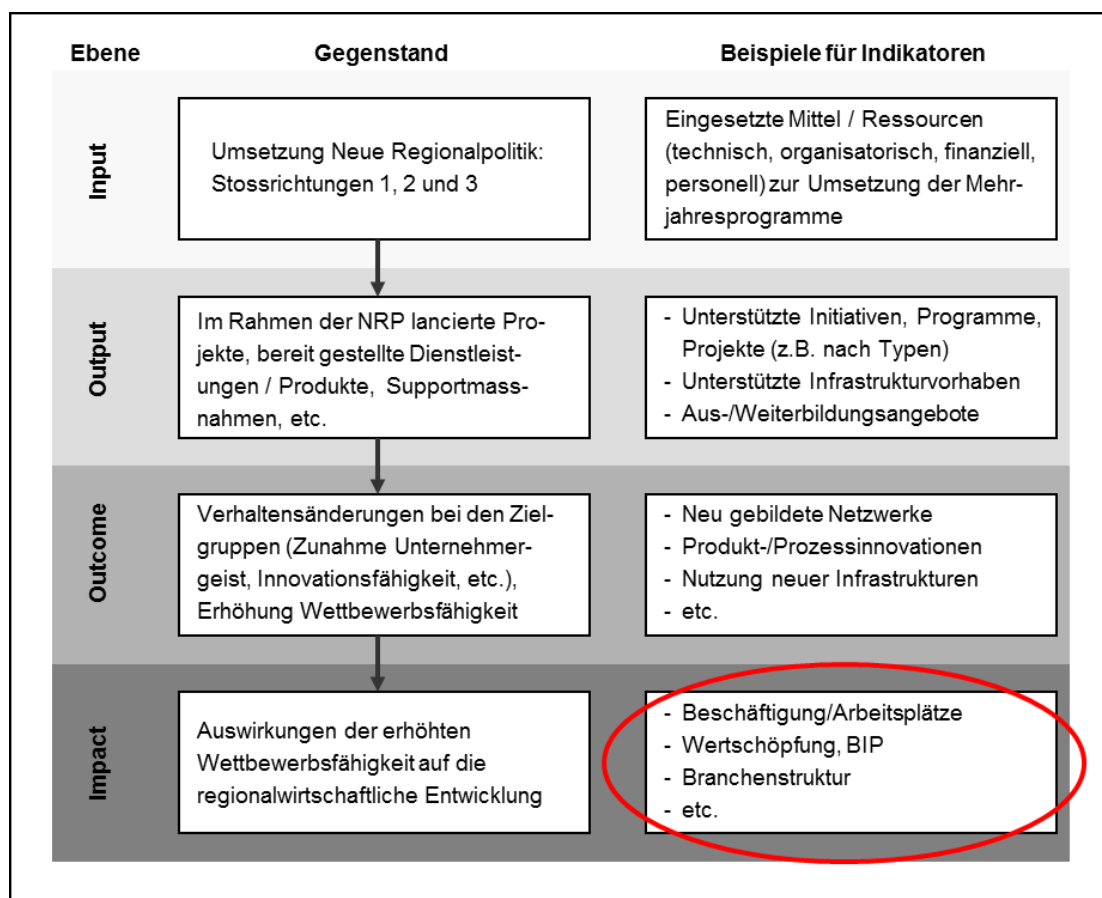 Ebene Gegenstand Beispiele für Indikatoren
Input
Umsetzung Neue Regionalpolitik:
Stossrichtungen 1, 2 und 3
Eingesetzte Mittel / Ressourcen
(technisch, organisatorisch, finanziell,
personell) zur Umsetzung der Mehr-
jahresprogramme
Output
Im Rahmen der NRP lancierte Pro-
jekte, bereit gestellte Dienstleist-
ungen / Produkte, Supportmass-
nahmen, etc.
- Unterstützte Initiativen, Programme,
Projekte (z.B. nach Typen)
- Unterstützte Infrastrukturvorhaben
- Aus-/Weiterbildungsangebote
Outcome
Verhaltensänderungen bei den Ziel-
gruppen (Zunahme Unternehmer-
geist, Innovationsfähigkeit, etc.),
Erhöhung Wettbewerbsfähigkeit
- Neu gebildete Netzwerke
- Produkt-/Prozessinnovationen
- Nutzung neuer Infrastrukturen
- etc.
Impact
Auswirkungen der erhöhten
Wettbewerbsfähigkeit auf die
regionalwirtschaftliche Entwicklung
- Beschäftigung/Arbeitsplätze
- Wertschöpfung, BIP
- Branchenstruktur
- etc.